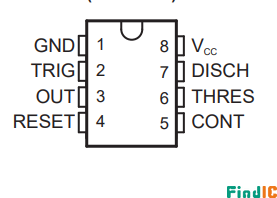 GND 1 8 Vcc
TRIG 2 7 DISCH
OUT 3 6 THRES
RESET 4 5 CONT
FindIC